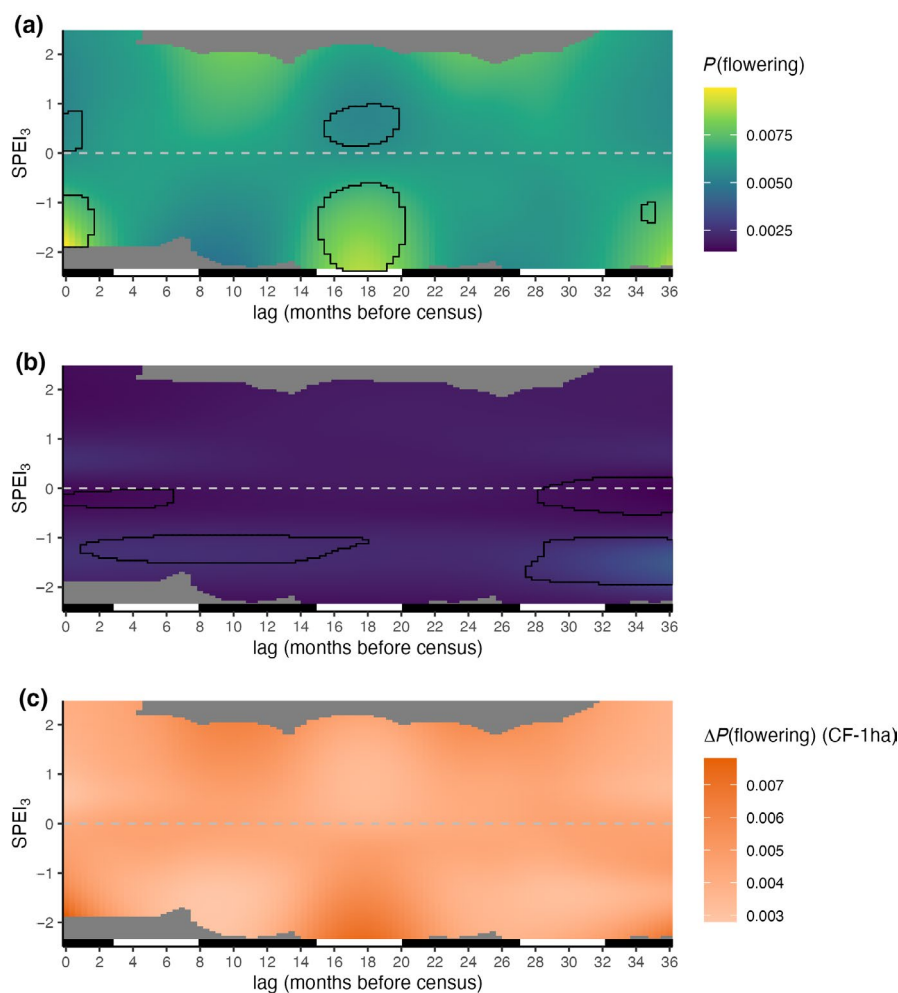 (a)
P(flowering)
2
1
0
−1
−2
SPEI₃
0.0075
0.0050
0.0025
0 2 4 6 8 10 12 14 16 18 20 22 24 26 28 30 32 34 36
lag (months before census)
(b)
2
1
0
−1
−2
SPEI₃
0 2 4 6 8 10 12 14 16 18 20 22 24 26 28 30 32 34 36
lag (months before census)
(c)
ΔP(flowering) (CF-1ha)
2
1
0
−1
−2
SPEI₃
0.007
0.006
0.005
0.004
0.003
0 2 4 6 8 10 12 14 16 18 20 22 24 26 28 30 32 34 36
lag (months before census)